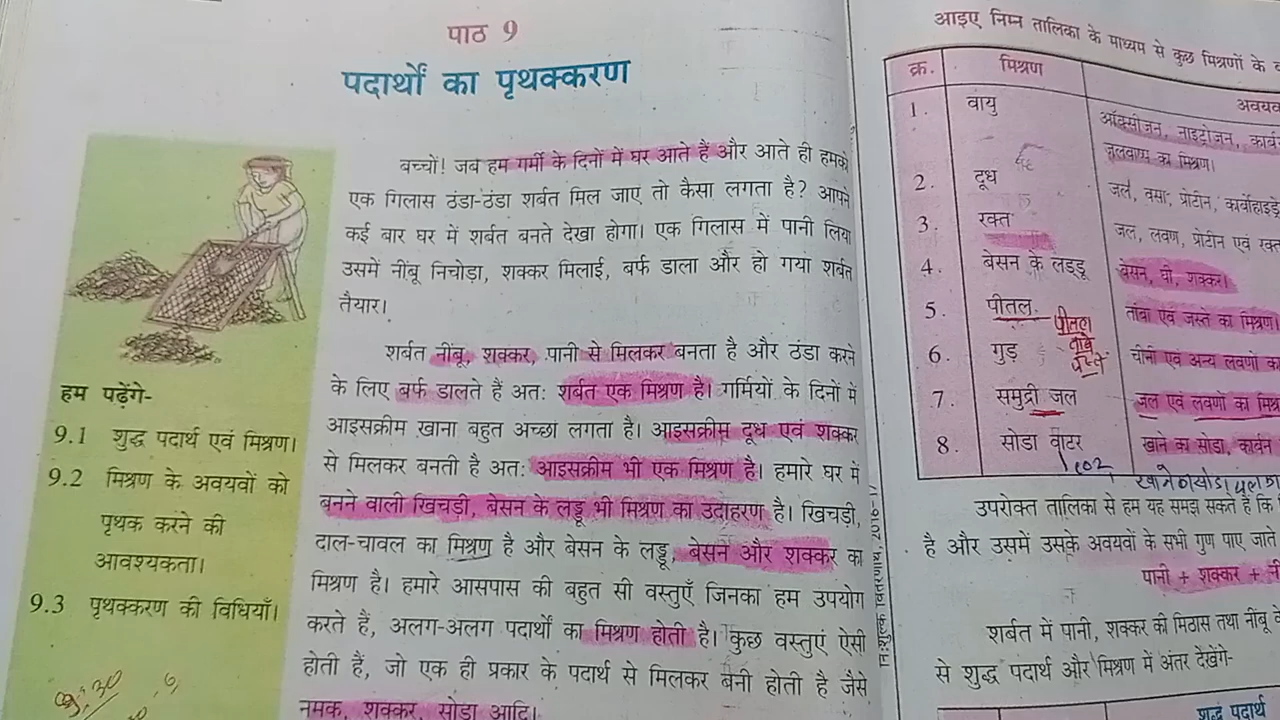 पाठ 9
पदार्थों का पृथक्करण
बच्चों! जब हम गर्मी के दिनों में घर आते हैं और आते ही हमको
एक गिलास ठंडा-ठंडा शर्बत मिल जाए तो कैसा लगता है? आपने
कई बार घर में शर्बत बनते देखा होगा। एक गिलास में पानी लिया
उसमें नींबू निचोड़ा, शक्कर मिलाई, बर्फ डाला और हो गया शर्बत
तैयार।
शर्बत नींबू, शक्कर, पानी से मिलकर बनता है और ठंडा करने
के लिए बर्फ डालते हैं अतः शर्बत एक मिश्रण है। गर्मियों के दिनों में
आइसक्रीम खाना बहुत अच्छा लगता है। आइसक्रीम दूध एवं शक्कर
से मिलकर बनती है अतः आइसक्रीम भी एक मिश्रण है। हमारे घर में
बनने वाली खिचड़ी, बेसन के लड्डू भी मिश्रण का उदाहरण है। खिचड़ी,
दाल-चावल का मिश्रण है और बेसन के लड्डू, बेसन और शक्कर का
मिश्रण है। हमारे आसपास की बहुत सी वस्तुएँ जिनका हम उपयोग
करते हैं, अलग-अलग पदार्थों का मिश्रण होती है। कुछ वस्तुएं ऐसी
होती हैं, जो एक ही प्रकार के पदार्थ से मिलकर बनी होती है जैसे
नमक, शक्कर, सोडा आदि।
हम पढ़ेंगे-
9.1 शुद्ध पदार्थ एवं मिश्रण।
9.2 मिश्रण के अवयवों को
पृथक करने की
आवश्यकता।
9.3 पृथक्करण की विधियाँ।
निःशुल्क वितरणार्थ, 2016-17
आइए निम्न तालिका के माध्यम से कुछ मिश्रणों के
क्र. मिश्रण अवयव
1. वायु ऑक्सीजन, नाइट्रोजन, कार्बन
जलवाष्प का मिश्रण।
2. दूध जल, वसा, प्रोटीन, कार्बोहाइड्रे
3. रक्त जल, लवण, प्रोटीन एवं रक्त
4. बेसन के लड्डू बेसन, घी, शक्कर।
5. पीतल तांबा एवं जस्ते का मिश्रण।
पीतल
6. गुड़ चीनी एवं अन्य लवणों का
7. समुद्री जल जल एवं लवणों का मिश्र
8. सोडा वाटर खाने का सोडा, कार्बन
CO2
उपरोक्त तालिका से हम यह समझ सकते हैं कि
है और उसमें उसके अवयवों के सभी गुण पाए जाते
पानी + शक्कर + नी
शर्बत में पानी, शक्कर की मिठास तथा नींबू
से शुद्ध पदार्थ और मिश्रण में अंतर देखेंगे-
शुद्ध पदार्थ